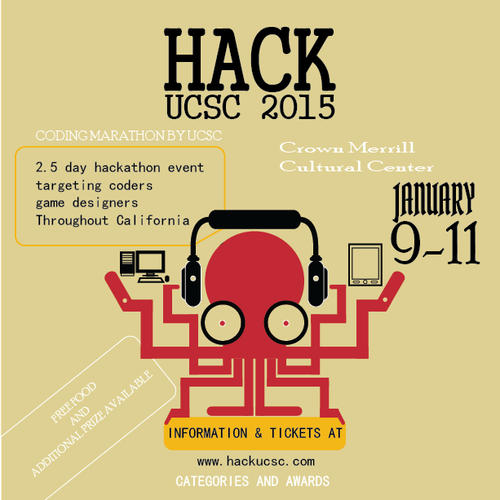 HACK
UCSC 2015
CODING MARATHON BY UCSC
Crown Merrill
Cultural Center
2.5 day hackathon event
targeting coders
game designers
Throughout California
JANUARY
9-11
FREE FOOD
AND
ADDITIONAL PRIZE AVAILABLE
INFORMATION & TICKETS AT
www.hackucsc.com
CATEGORIES AND AWARDS